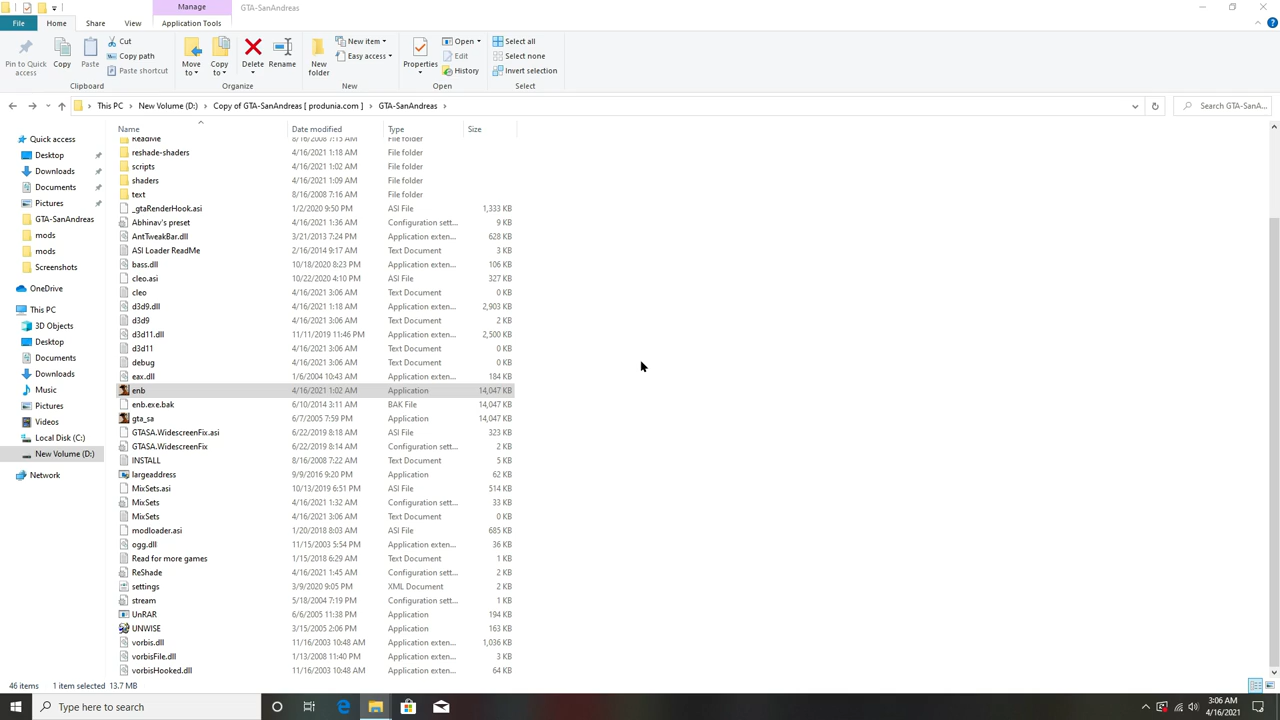 Manage
GTA-SanAndreas
File
Home
Share
View
Application Tools
Pin to Quick access
Copy
Paste
Cut
Copy path
Paste shortcut
Clipboard
Move to
Copy to
Delete
Rename
Organize
New folder
New item
Easy access
New
Properties
Open
Edit
History
Open
Select all
Select none
Invert selection
Select
This PC > New Volume (D:) > Copy of GTA-SanAndreas [ produnia.com ] > GTA-SanAndreas >
Search GTA-SanA...
Name Date modified Type Size
Quick access
Desktop
Downloads
Documents
Pictures
GTA-SanAndreas
mods
mods
Screenshots
OneDrive
This PC
3D Objects
Desktop
Documents
Downloads
Music
Pictures
Videos
Local Disk (C:)
New Volume (D:)
Network
ReadMe 8/16/2008 7:15 AM File folder
reshade-shaders 4/16/2021 1:18 AM File folder
scripts 4/16/2021 1:02 AM File folder
shaders 4/16/2021 1:09 AM File folder
text 8/16/2008 7:16 AM File folder
_gtaRenderHook.asi 1/2/2020 9:50 PM ASI File 1,333 KB
Abhinav's preset 4/16/2021 1:36 AM Configuration sett... 9 KB
AntTweakBar.dll 3/21/2013 7:24 PM Application exten... 628 KB
ASI Loader ReadMe 2/16/2014 9:17 AM Text Document 3 KB
bass.dll 10/18/2020 8:23 PM Application exten... 106 KB
cleo.asi 10/22/2020 4:10 PM ASI File 327 KB
cleo 4/16/2021 3:06 AM Text Document 0 KB
d3d9.dll 4/16/2021 1:18 AM Application exten... 2,903 KB
d3d9 4/16/2021 3:06 AM Text Document 2 KB
d3d11.dll 11/11/2019 11:46 PM Application exten... 2,500 KB
d3d11 4/16/2021 3:06 AM Text Document 0 KB
debug 4/16/2021 3:06 AM Text Document 0 KB
eax.dll 1/6/2004 10:43 AM Application exten... 184 KB
enb 4/16/2021 1:02 AM Application 14,047 KB
enb.exe.bak 6/10/2014 3:11 AM BAK File 14,047 KB
gta_sa 6/7/2005 7:59 PM Application 14,047 KB
GTASA.WidescreenFix.asi 6/22/2019 8:18 AM ASI File 323 KB
GTASA.WidescreenFix 6/22/2019 8:14 AM Configuration sett... 2 KB
INSTALL 8/16/2008 7:22 AM Text Document 5 KB
largeaddress 9/9/2016 9:20 PM Application 62 KB
MixSets.asi 10/13/2019 6:51 PM ASI File 514 KB
MixSets 4/16/2021 1:32 AM Configuration sett... 33 KB
MixSets 4/16/2021 3:06 AM Text Document 0 KB
modloader.asi 1/20/2018 8:03 AM ASI File 685 KB
ogg.dll 11/15/2003 5:54 PM Application exten... 36 KB
Read for more games 1/15/2018 6:29 AM Text Document 1 KB
ReShade 4/16/2021 1:45 AM Configuration sett... 2 KB
settings 3/9/2020 9:05 PM XML Document 2 KB
stream 5/18/2004 7:19 PM Configuration sett... 1 KB
UnRAR 6/6/2005 11:38 PM Application 194 KB
UNWISE 3/15/2005 2:06 PM Application 163 KB
vorbis.dll 11/16/2003 10:48 AM Application exten... 1,036 KB
vorbisFile.dll 1/13/2008 11:40 PM Application exten... 3 KB
vorbisHooked.dll 11/16/2003 10:48 AM Application exten... 64 KB
46 items 1 item selected 13.7 MB
Type here to search
3:06 AM
4/16/2021